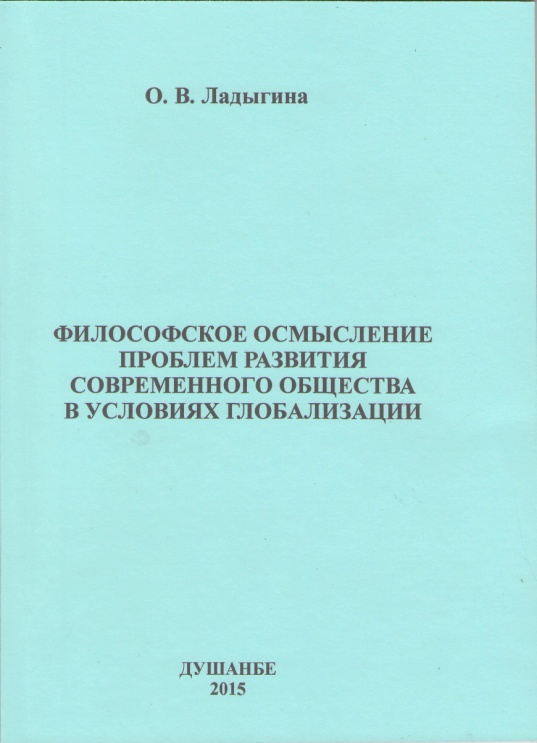 О. В. Ладыгина
ФИЛОСОФСКОЕ ОСМЫСЛЕНИЕ
ПРОБЛЕМ РАЗВИТИЯ
СОВРЕМЕННОГО ОБЩЕСТВА
В УСЛОВИЯХ ГЛОБАЛИЗАЦИИ
ДУШАНБЕ
2015